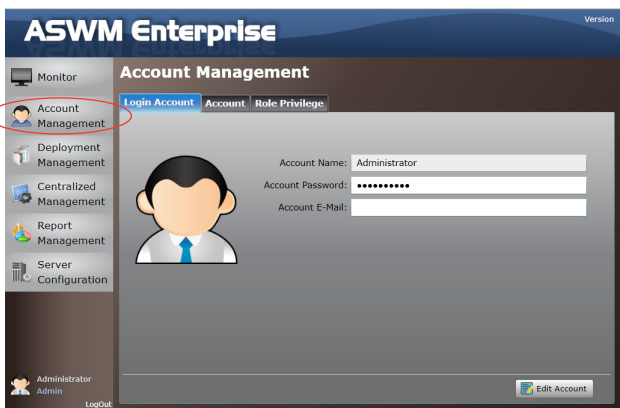 ASWM Enterprise
Version
Monitor
Account
Management
Deployment
Management
Centralized
Management
Report
Management
Server
Configuration
Administrator
Admin
LogOut
Account Management
Login Account Account Role Privilege
Account Name: Administrator
Account Password: ••••••••••
Account E-Mail:
Edit Account